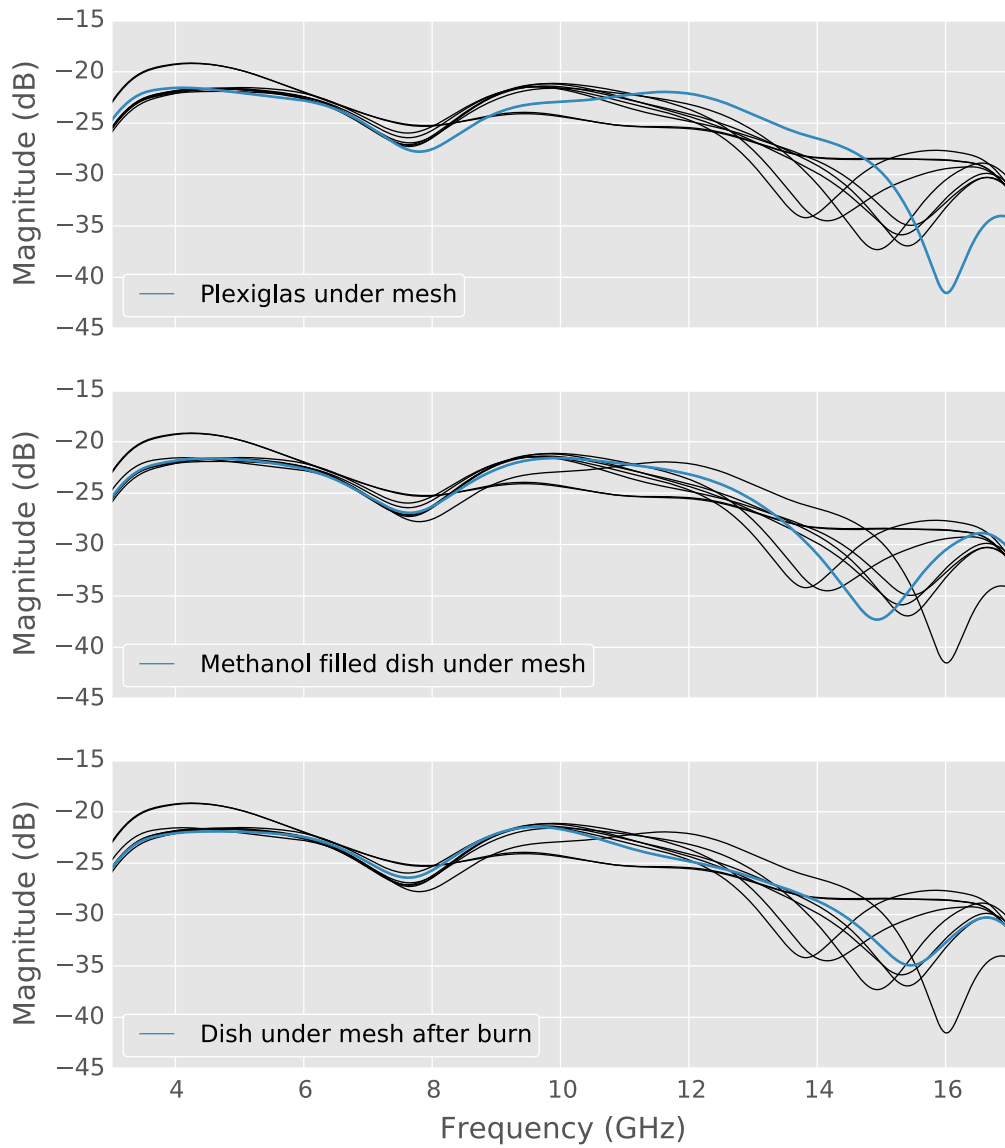 −15
−20
−25
−30
−35
−40
−45
Magnitude (dB)
Plexiglas under mesh
−15
−20
−25
−30
−35
−40
−45
Magnitude (dB)
Methanol filled dish under mesh
−15
−20
−25
−30
−35
−40
−45
Magnitude (dB)
Dish under mesh after burn
4 6 8 10 12 14 16
Frequency (GHz)